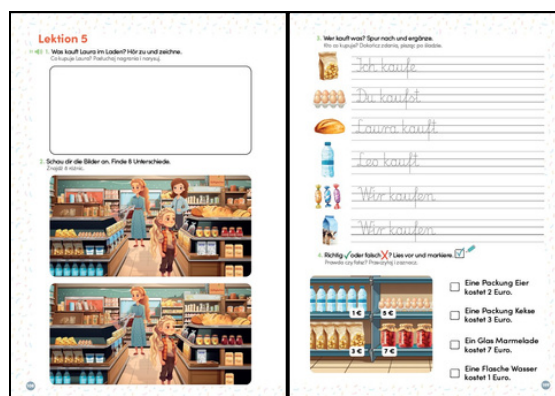 Lektion 5
1. Was kauft Laura im Laden? Hör zu und zeichne.
Co kupuje Laura? Posłuchaj nagrania i narysuj.
2. Schau dir die Bilder an. Finde 8 Unterschiede.
Znajdź 8 różnic.
3. Wer kauft was? Spur nach und ergänze.
Kto co kupuje? Dokończ zdania, pisząc po śladzie.
Ich kaufe
Du kaufst
Laura kauft
Leo kauft
Wir kaufen
Wir kaufen
4. Richtig ✓ oder falsch X? Lies vor und markiere.
Prawda czy fałsz? Przeczytaj i zaznacz.
1 €
5 €
3 €
7 €
Eine Packung Eier
kostet 2 Euro.
Eine Packung Kekse
kostet 3 Euro.
Ein Glas Marmelade
kostet 7 Euro.
Eine Flasche Wasser
kostet 1 Euro.